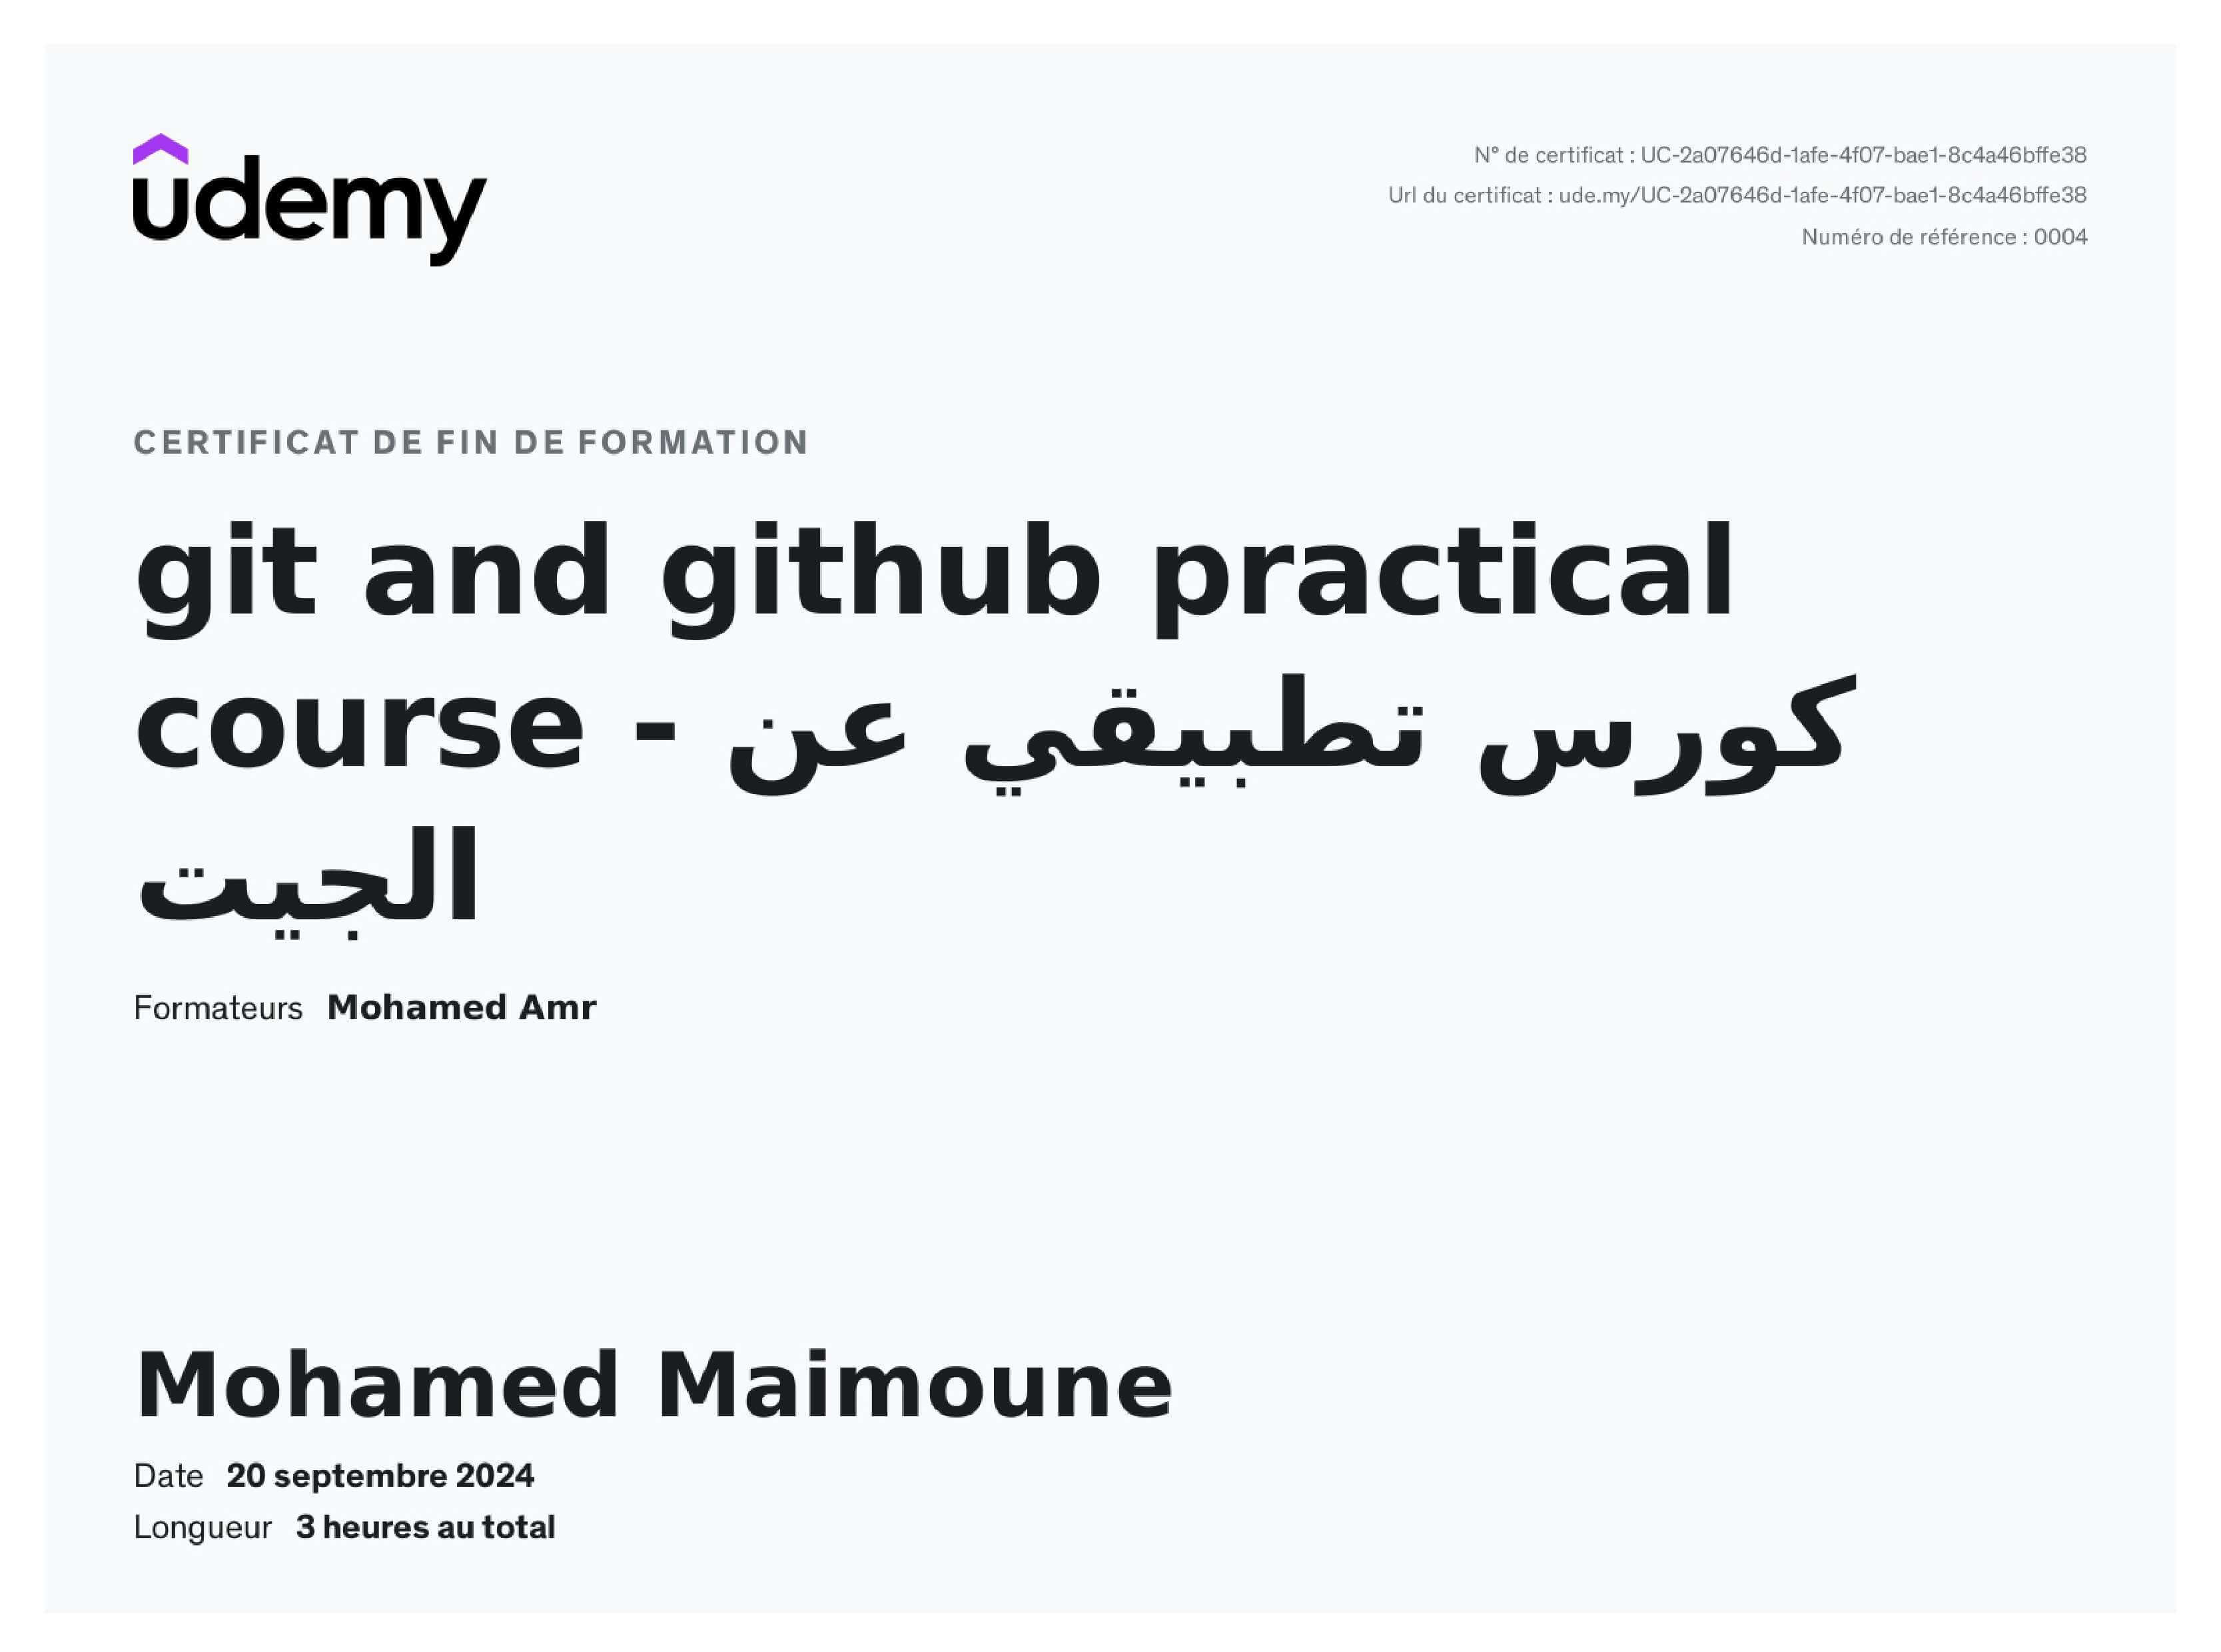 udemy
N° de certificat : UC-2a07646d-1afe-4f07-bae1-8c4a46bffe38
Url du certificat : ude.my/UC-2a07646d-1afe-4f07-bae1-8c4a46bffe38
Numéro de référence : 0004
CERTIFICAT DE FIN DE FORMATION
git and github practical
course - كورس تطبيقي عن
الجيت
Formateurs Mohamed Amr
Mohamed Maimoune
Date 20 septembre 2024
Longueur 3 heures au total